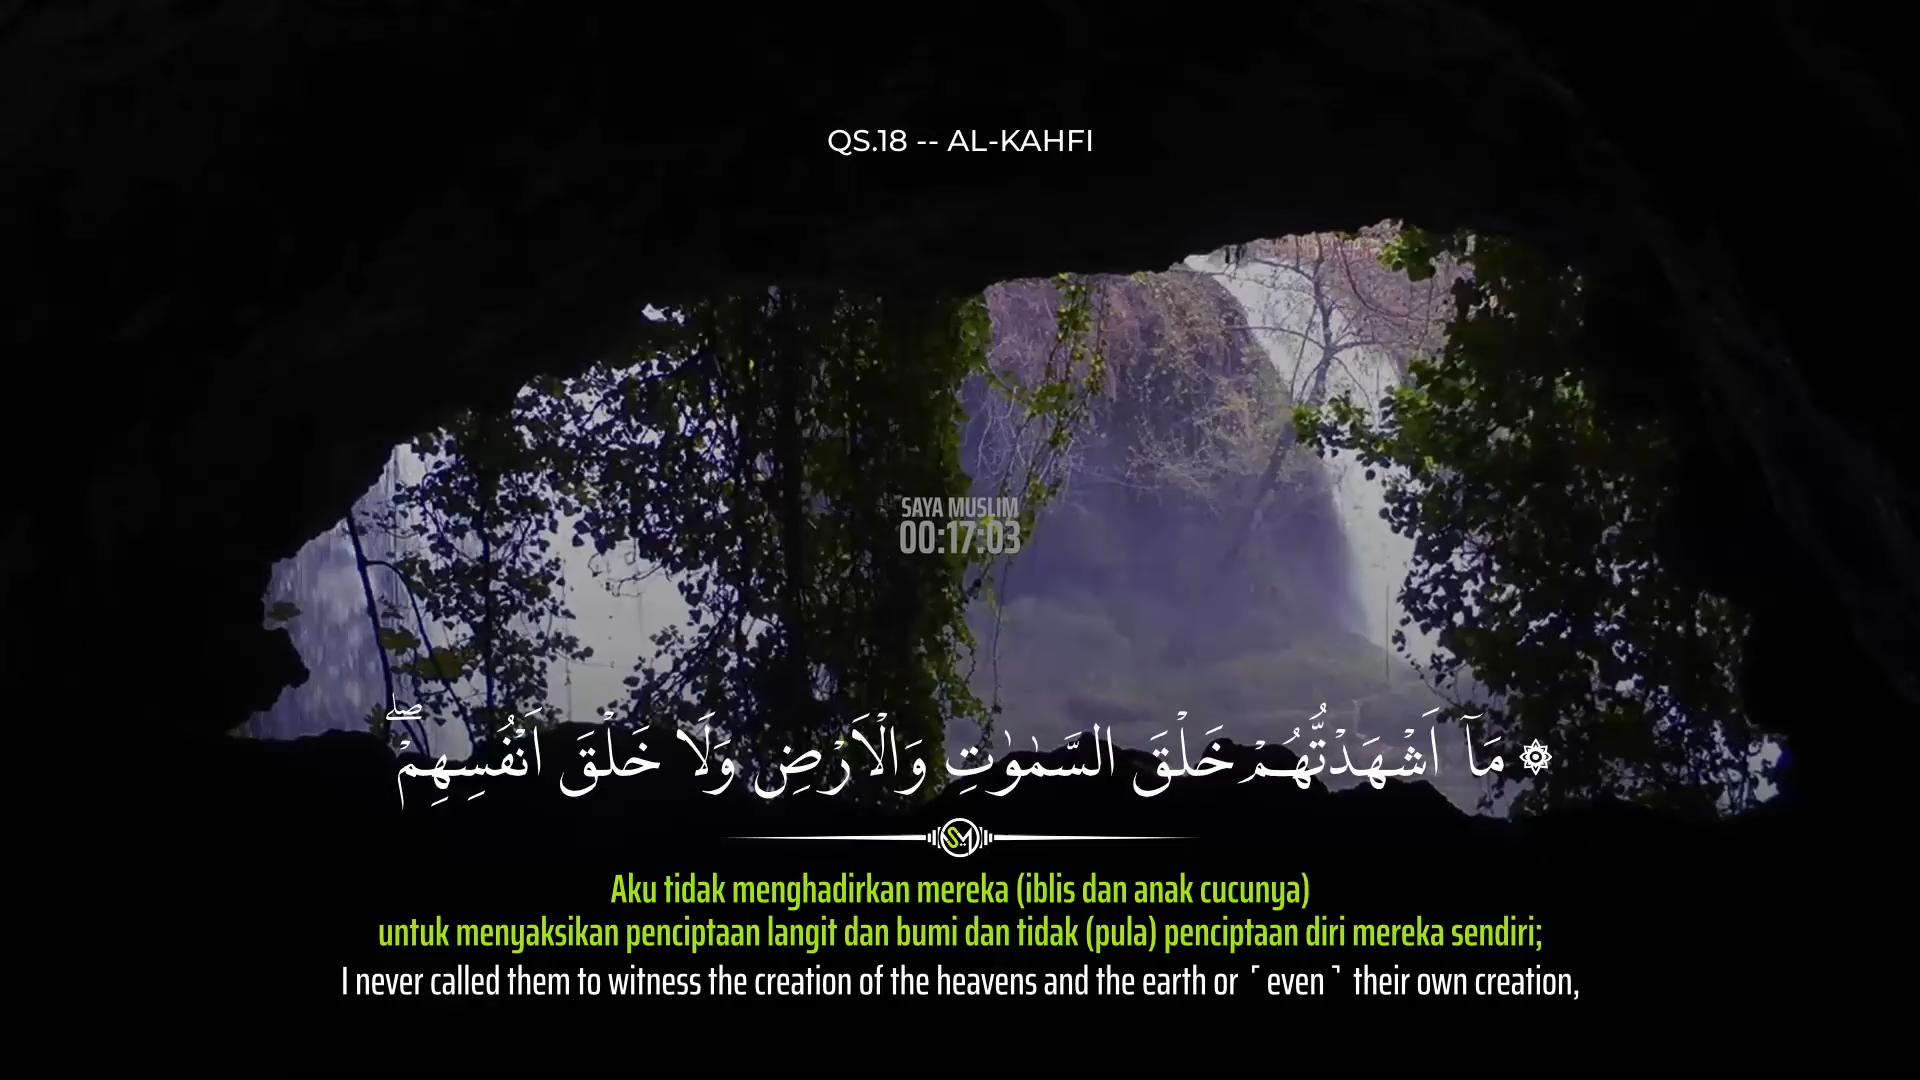 QS.18 -- AL-KAHFI
SAYA MUSLIM
00:17:03
۞ مَآ اَشْهَدْتُّهُمْ خَلْقَ السَّمٰوٰتِ وَالْاَرْضِ وَلَا خَلْقَ اَنْفُسِهِمْۖ
Aku tidak menghadirkan mereka (iblis dan anak cucunya)
untuk menyaksikan penciptaan langit dan bumi dan tidak (pula) penciptaan diri mereka sendiri;
I never called them to witness the creation of the heavens and the earth or ˹even˺ their own creation,